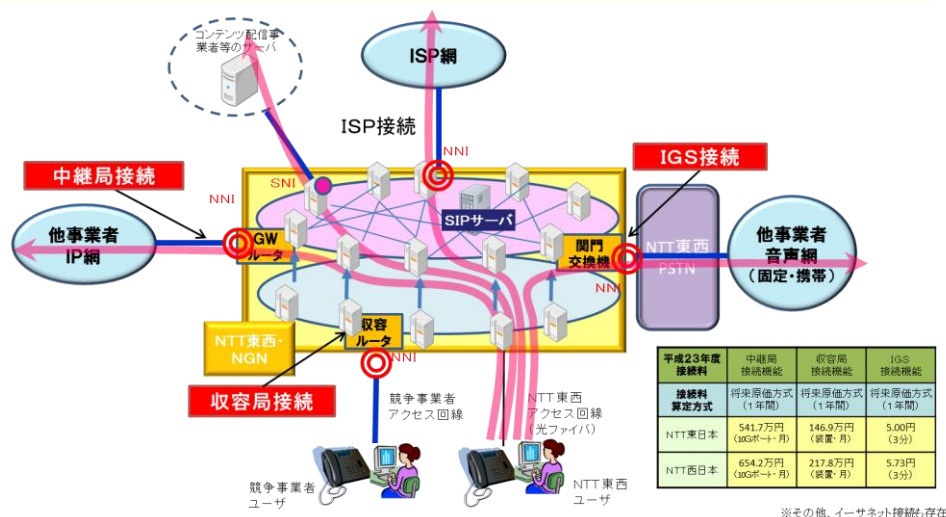 コンテンツ配信事
業者等のサーバ
ISP網
ISP接続
NNI
IGS接続
中継局接続
NNI
SNI
SIPサーバ
他事業者
IP網
GW
ルータ
関門
交換機
NTT東西
PSTN
他事業者
音声網
(固定・携帯)
NNI
NTT東西・
NGN
収容
ルータ
NNI
収容局接続
競争事業者
アクセス回線
NTT東西
アクセス回線
(光ファイバ)
競争事業者
ユーザ
NTT東西
ユーザ
平成23年度
接続料
中継局
接続機能
収容局
接続機能
IGS
接続機能
接続料
算定方式
将来原価方式
(1年間)
将来原価方式
(1年間)
将来原価方式
(1年間)
NTT東日本
541.7万円
(10Gポート・月)
146.9万円
(装置・月)
5.00円
(3分)
NTT西日本
654.2万円
(10Gポート・月)
217.8万円
(装置・月)
5.73円
(3分)
※その他、イーサネット接続も存在